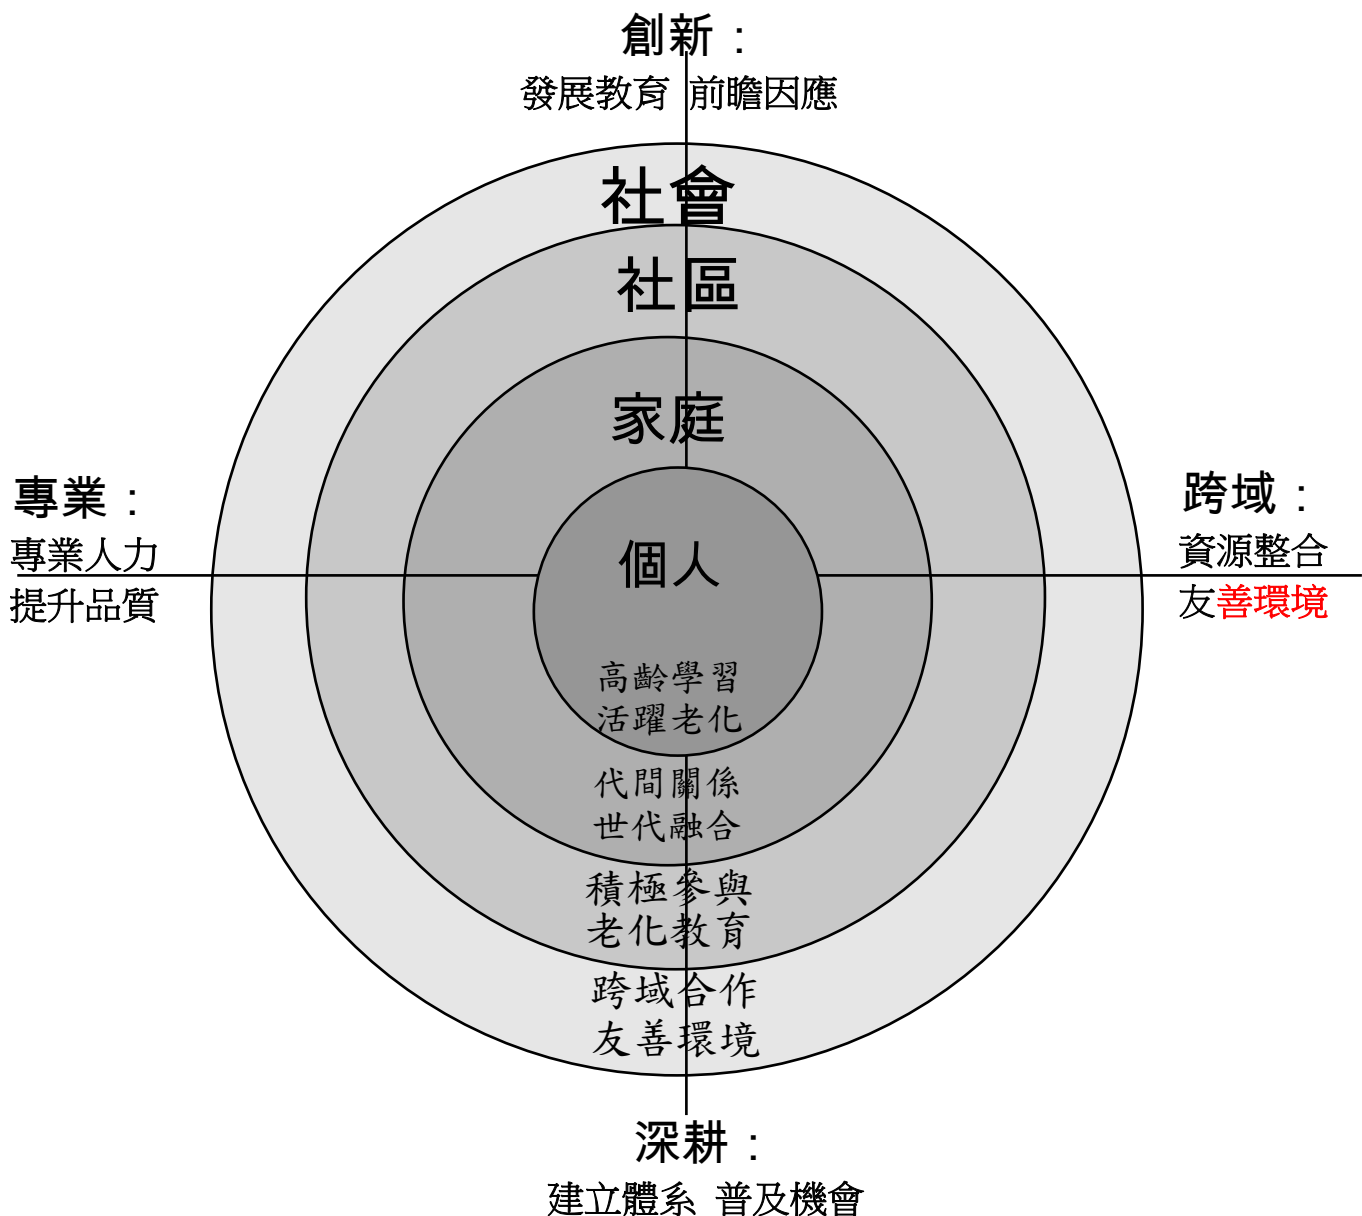 創新：
發展教育 前瞻因應
社會
社區
家庭
專業：
專業人力
提升品質
個人
跨域：
資源整合
友善環境
高齡學習
活躍老化
代間關係
世代融合
積極參與
老化教育
跨域合作
友善環境
深耕：
建立體系 普及機會